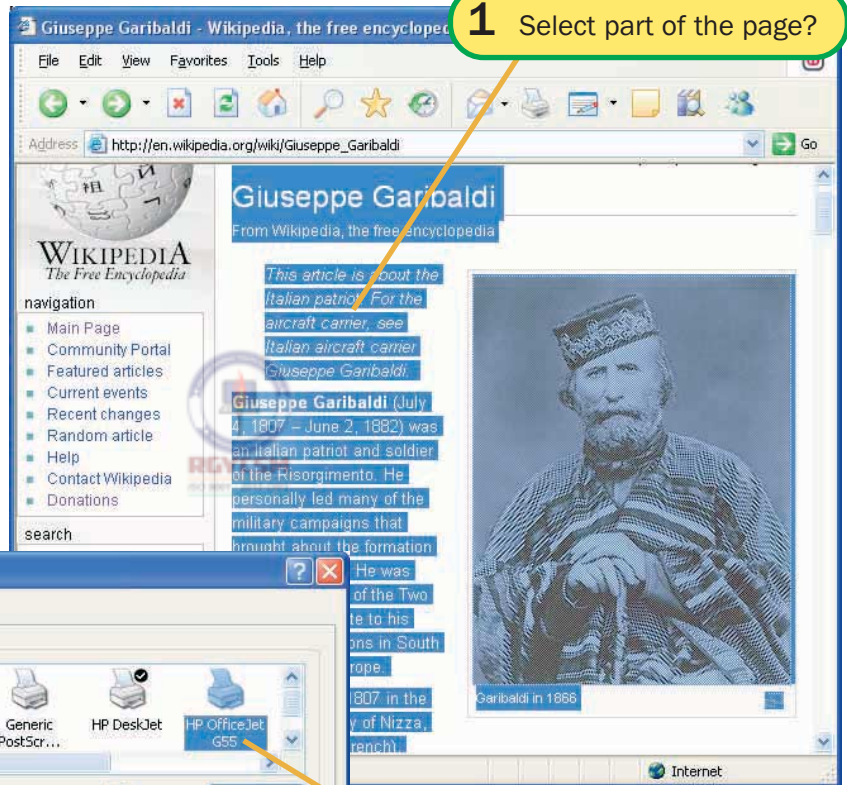 1 Select part of the page?
Giuseppe Garibaldi - Wikipedia, the free encycloped
File Edit View Favorites Tools Help
Address http://en.wikipedia.org/wiki/Giuseppe_Garibaldi Go
WIKIPEDIA
The Free Encyclopedia
navigation
Main Page
Community Portal
Featured articles
Current events
Recent changes
Random article
Help
Contact Wikipedia
Donations
search
Giuseppe Garibaldi
From Wikipedia, the free encyclopedia
This article is about the
Italian patriot. For the
aircraft carrier, see
Italian aircraft carrier
Giuseppe Garibaldi.
Giuseppe Garibaldi (July
4, 1807 – June 2, 1882) was
an Italian patriot and soldier
of the Risorgimento. He
personally led many of the
military campaigns that
brought about the formation
He was
of the Two
te to his
ons in South
rope.
1807 in the
y of Nizza,
rench),
Garibaldi in 1866
Generic
PostScr...
HP DeskJet
HP OfficeJet
G55
Internet